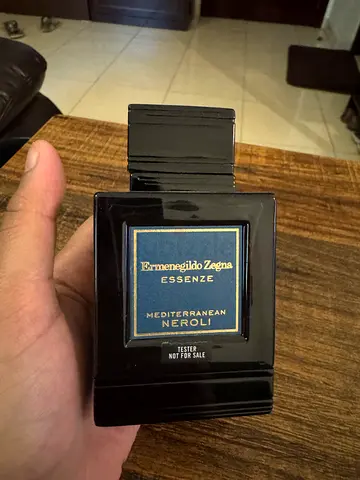 Ermenegildo Zegna
ESSENZE
MEDITERRANEAN
NEROLI
TESTER
NOT FOR SALE